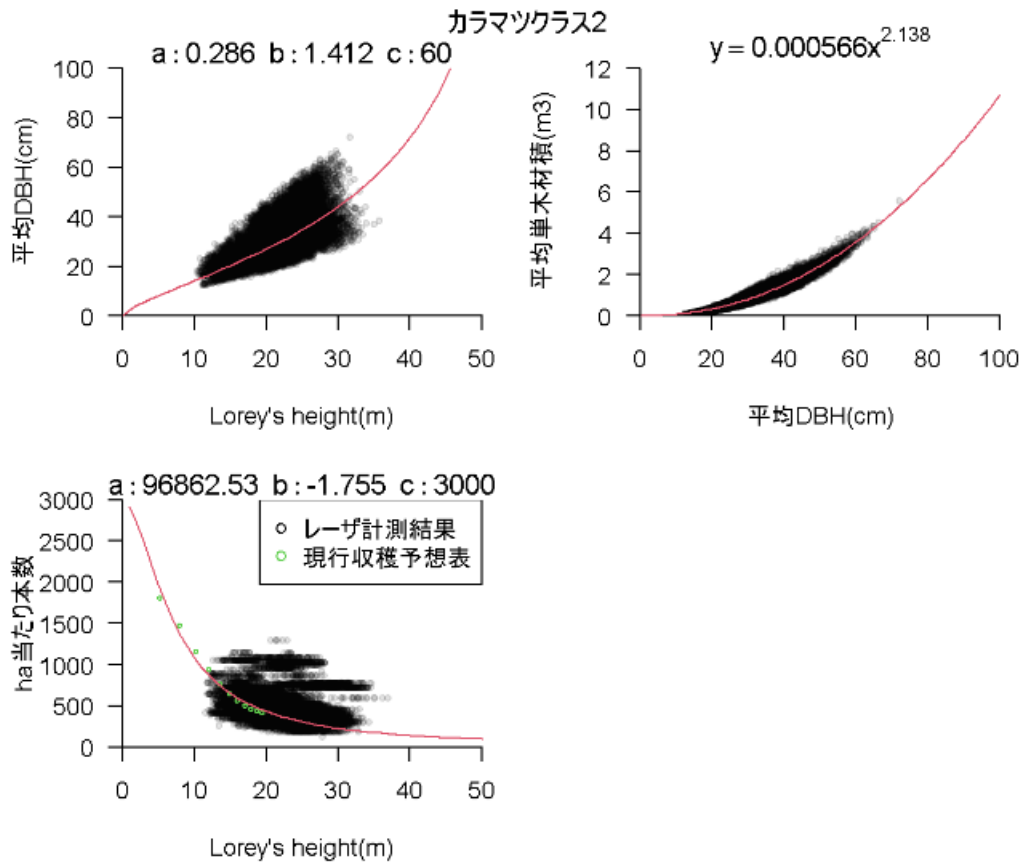 カラマツクラス2
a : 0.286 b : 1.412 c : 60
100
80
60
40
20
0
平均DBH(cm)
0 10 20 30 40 50
Lorey's height(m)
y = 0.000566x^2.138
12
10
8
6
4
2
0
平均単木材積(m3)
0 20 40 60 80 100
平均DBH(cm)
a : 96862.53 b : -1.755 c : 3000
3000
2500
2000
1500
1000
500
0
ha当たり本数
レーザ計測結果
現行収穫予想表
0 10 20 30 40 50
Lorey's height(m)